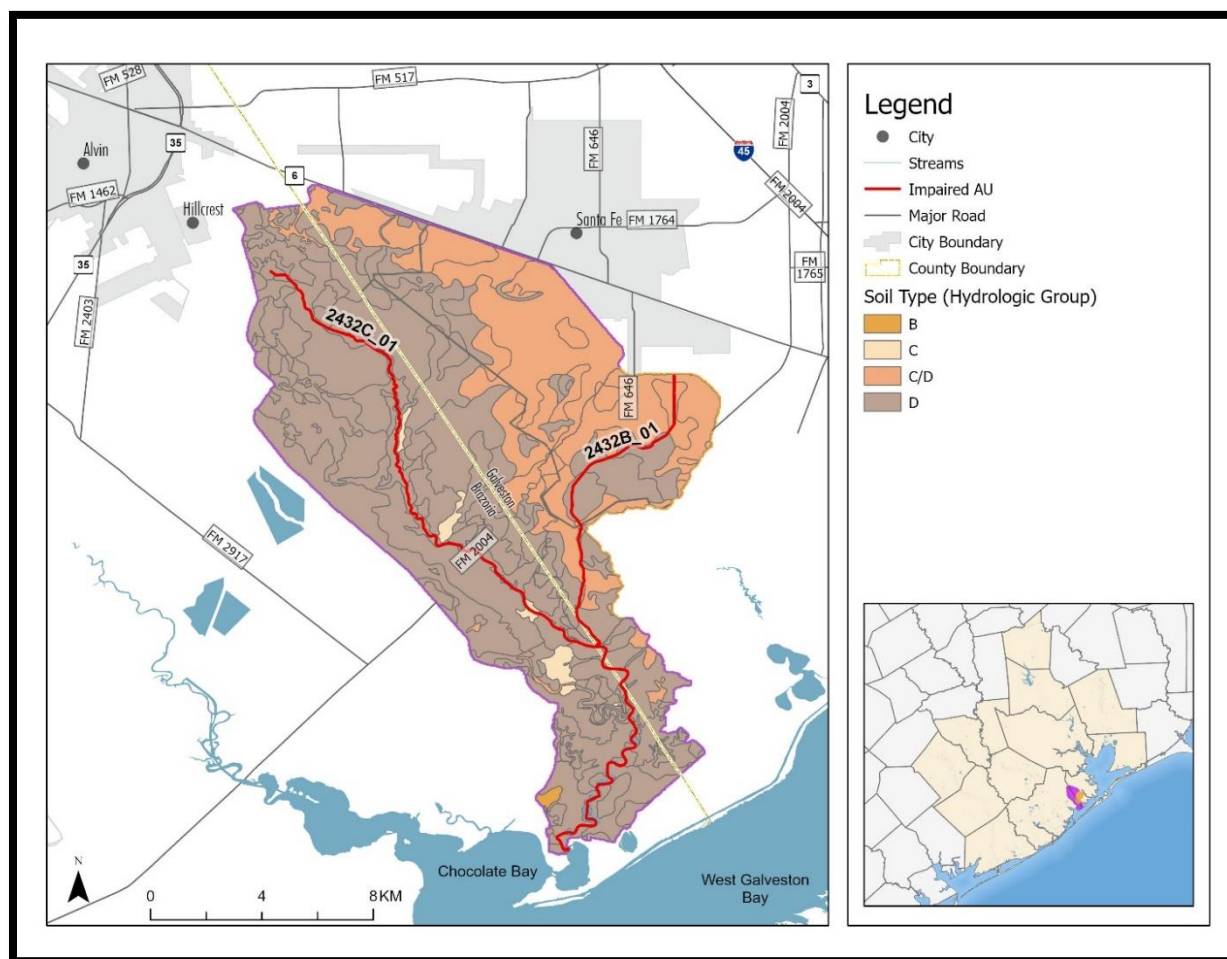 FM 528
FM 517
3
35
Alvin
FM 646
FM 2004
45
6
FM 1462
FM 2004
Hillcrest
Santa Fe
FM 1764
35
FM 1765
FM 2403
2432C_01
FM 646
2432B_01
Galveston
Brazoria
FM 2004
FM 2917
N
Chocolate Bay
West Galveston
Bay
0 4 8KM
Legend
City
Streams
Impaired AU
Major Road
City Boundary
County Boundary
Soil Type (Hydrologic Group)
B
C
C/D
D